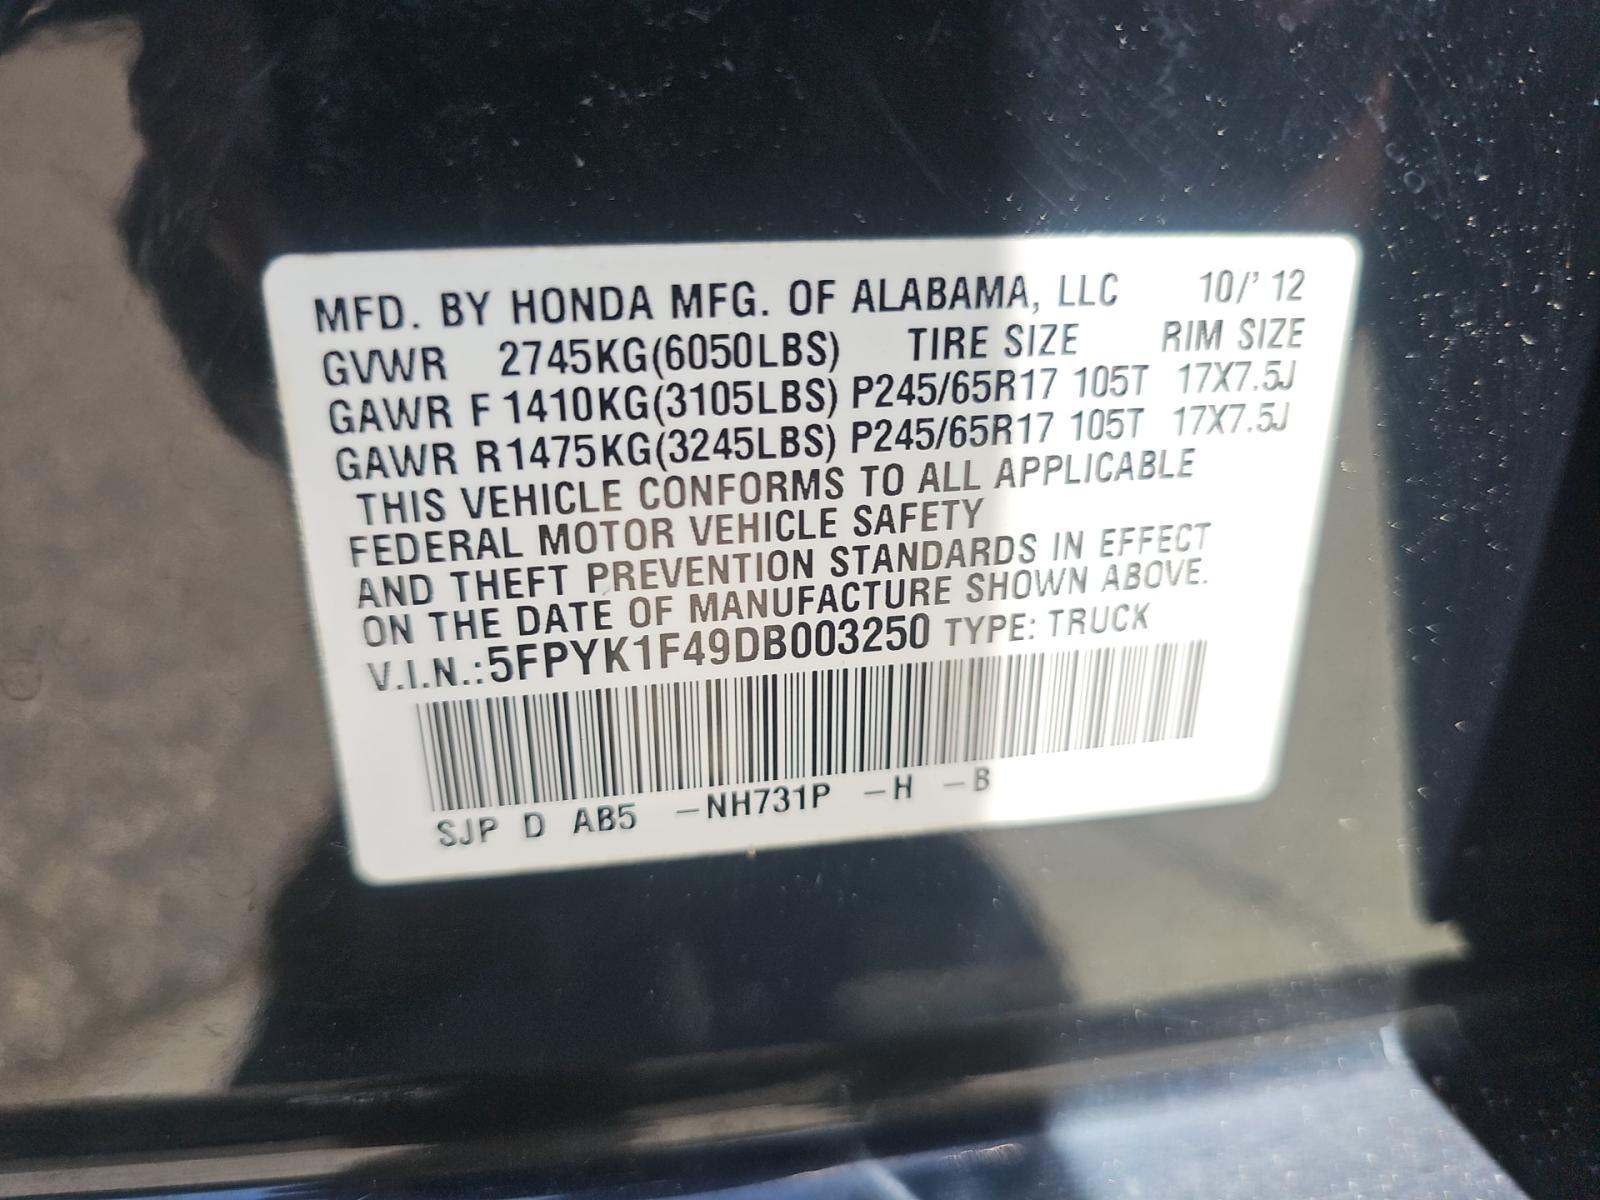 MFD. BY HONDA MFG. OF ALABAMA, LLC 10/' 12
GVWR 2745KG(6050LBS) TIRE SIZE RIM SIZE
GAWR F 1410KG(3105LBS) P245/65R17 105T 17X7.5J
GAWR R 1475KG(3245LBS) P245/65R17 105T 17X7.5J
THIS VEHICLE CONFORMS TO ALL APPLICABLE
FEDERAL MOTOR VEHICLE SAFETY
AND THEFT PREVENTION STANDARDS IN EFFECT
ON THE DATE OF MANUFACTURE SHOWN ABOVE.
V.I.N.:5FPYK1F49DB003250 TYPE: TRUCK
SJP D AB5 –NH731P –H –B